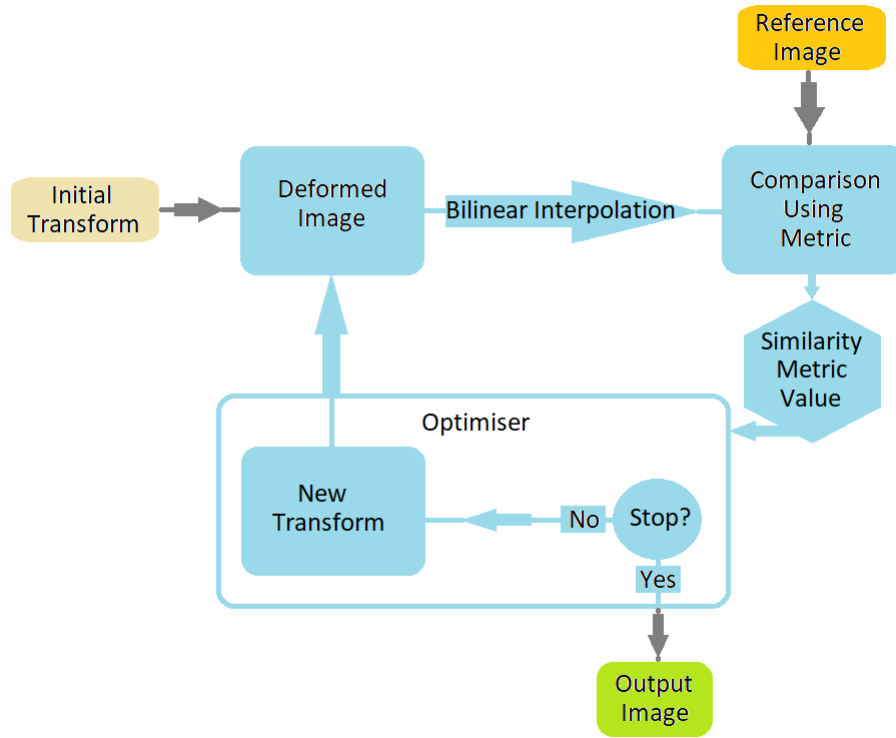 Reference
Image
Initial
Transform
Deformed
Image
Bilinear Interpolation
Comparison
Using
Metric
Similarity
Metric
Value
Optimiser
New
Transform
No
Stop?
Yes
Output
Image